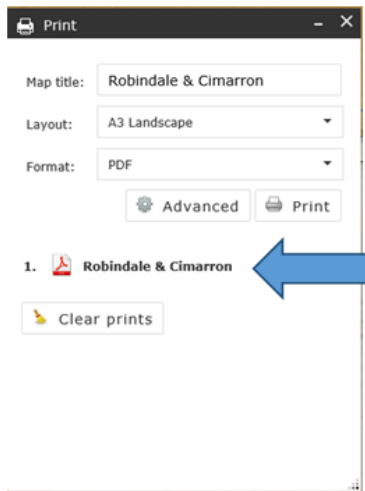 Print
Map title: Robindale & Cimarron
Layout: A3 Landscape
Format: PDF
Advanced Print
1. Robindale & Cimarron
Clear prints